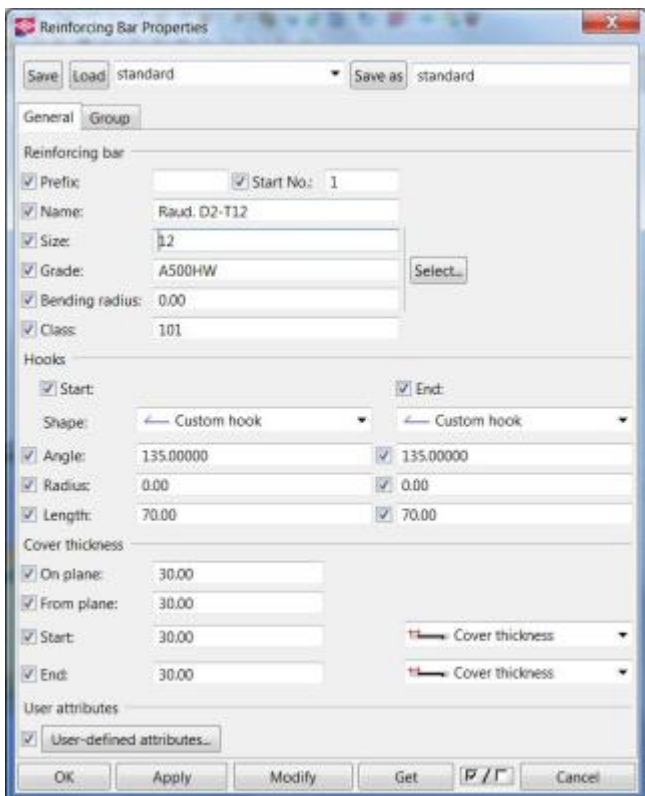 Reinforcing Bar Properties
Save Load standard Save as standard
General Group
Reinforcing bar
Prefix: Start No.: 1
Name: Raud. D2-T12
Size: 12
Grade: A500HW Select...
Bending radius: 0.00
Class: 101
Hooks
Start: End:
Shape: Custom hook Custom hook
Angle: 135.00000 135.00000
Radius: 0.00 0.00
Length: 70.00 70.00
Cover thickness
On plane: 30.00
From plane: 30.00
Start: 30.00 Cover thickness
End: 30.00 Cover thickness
User attributes
User-defined attributes...
OK Apply Modify Get / Cancel